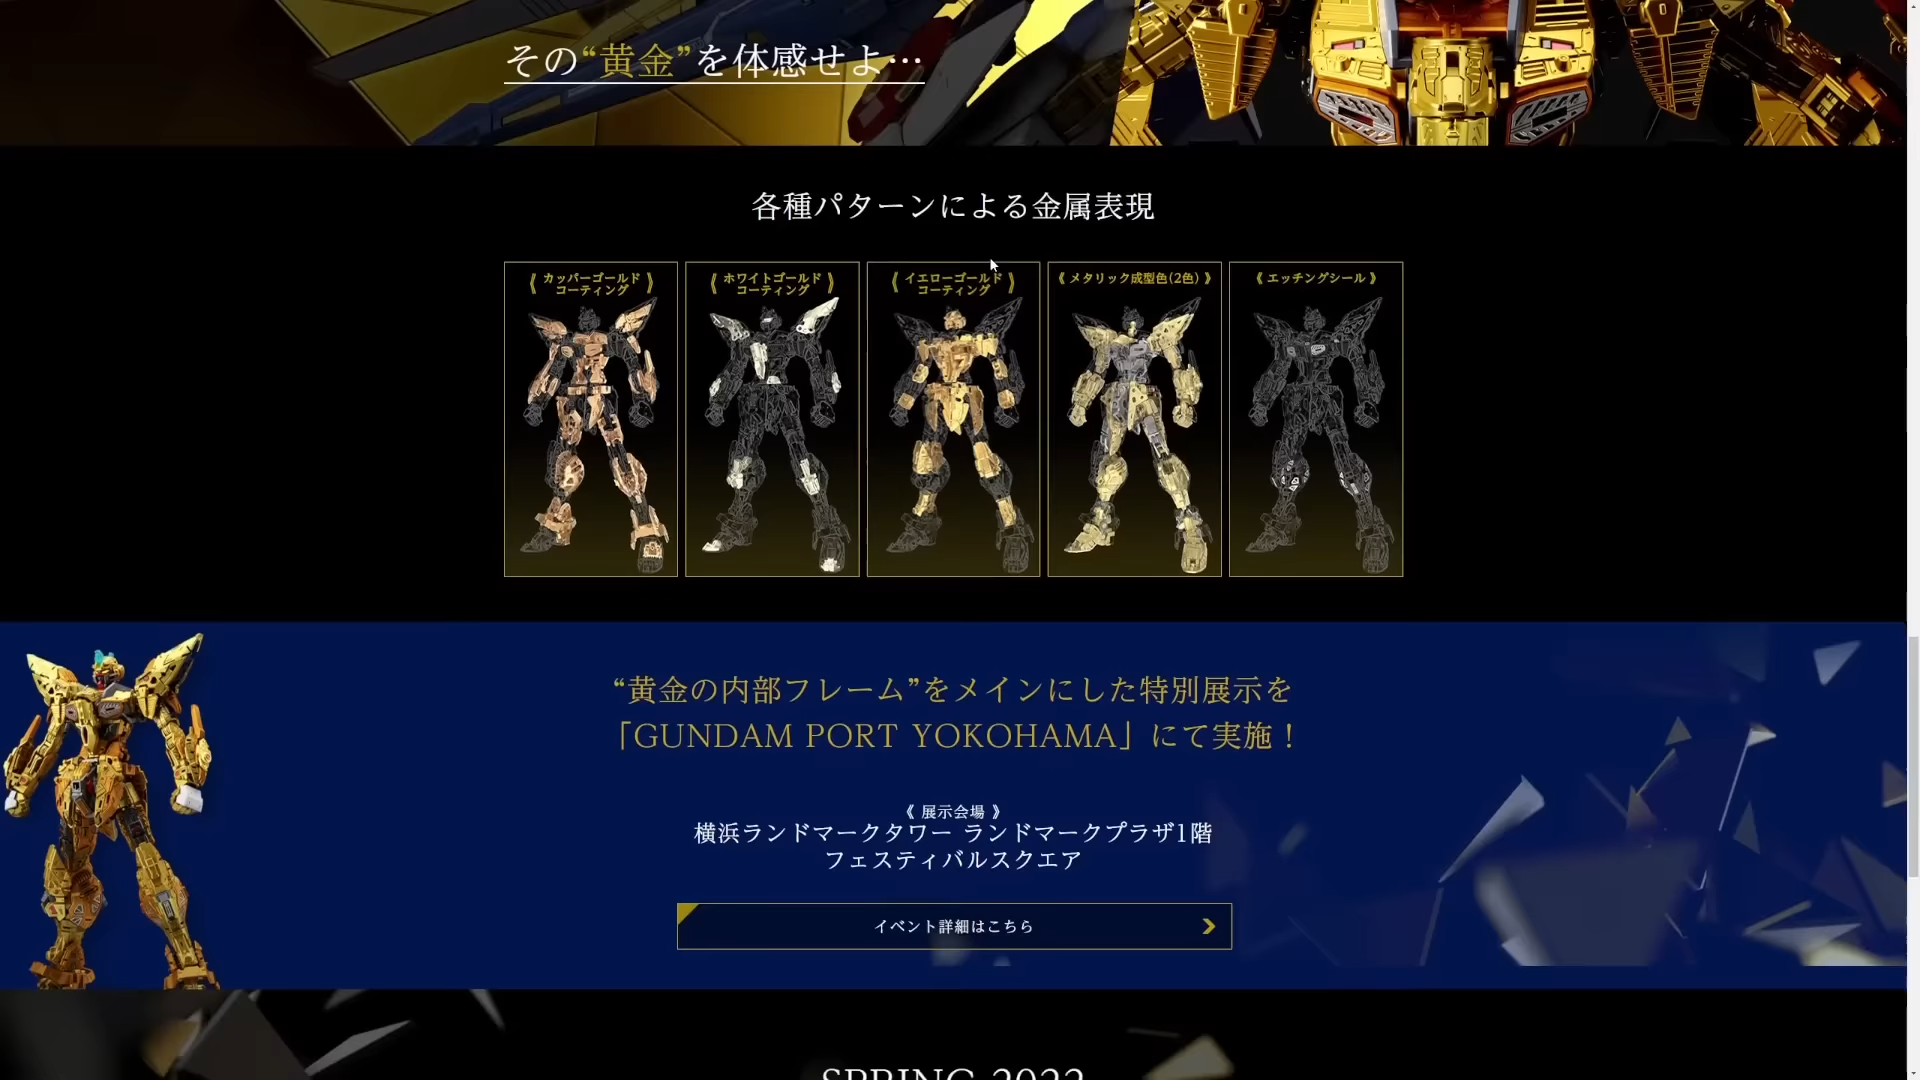 その“黄金”を体感せよ…
各種パターンによる金属表現
《 カッパーゴールド
コーティング 》
《 ホワイトゴールド
コーティング 》
《 イエローゴールド
コーティング 》
《 メタリック成型色(2色) 》
《 エッチングシール 》
“黄金の内部フレーム”をメインにした特別展示を
「GUNDAM PORT YOKOHAMA」にて実施！
《 展示会場 》
横浜ランドマークタワー ランドマークプラザ1階
フェスティバルスクエア
イベント詳細はこちら
SPRING 2022